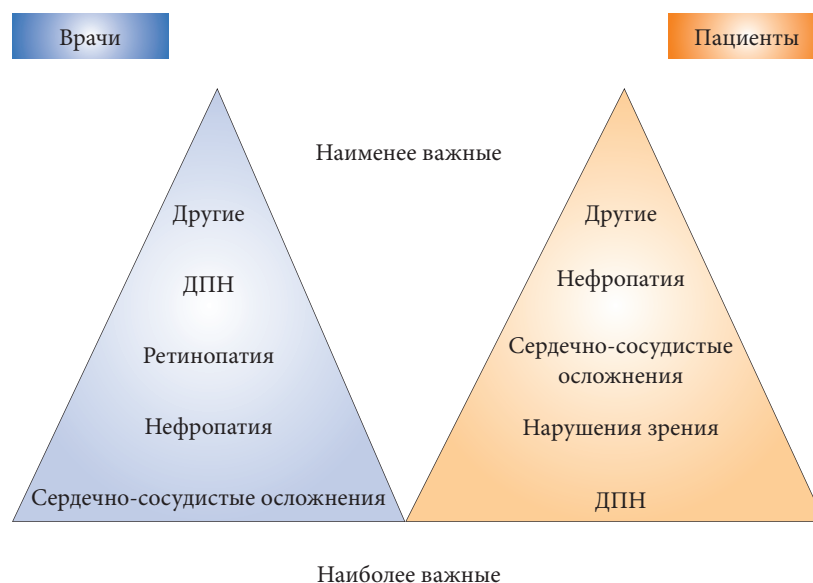 Врачи
Пациенты
Наименее важные
Другие
ДПН
Ретинопатия
Нефропатия
Сердечно-сосудистые осложнения
Другие
Нефропатия
Сердечно-сосудистые
осложнения
Нарушения зрения
ДПН
Наиболее важные